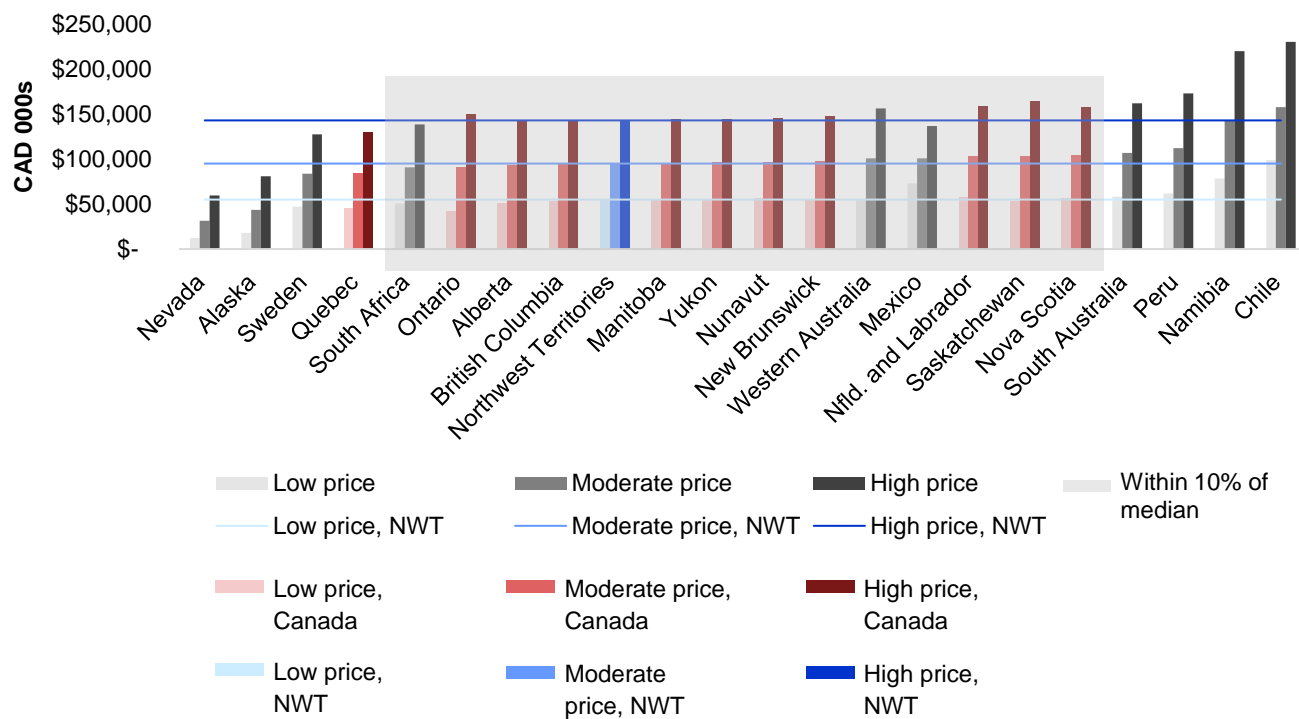 $250,000
$200,000
$150,000
$100,000
$50,000
$-
CAD 000s
Nevada
Alaska
Sweden
Quebec
South Africa
Ontario
Alberta
British Columbia
Northwest Territories
Manitoba
Yukon
Nunavut
New Brunswick
Western Australia
Mexico
Nfld. and Labrador
Saskatchewan
Nova Scotia
South Australia
Peru
Namibia
Chile
Low price
Moderate price
High price
Within 10% of
median
Low price, NWT
Moderate price, NWT
High price, NWT
Low price,
Canada
Moderate price,
Canada
High price,
Canada
Low price,
NWT
Moderate
price, NWT
High price,
NWT